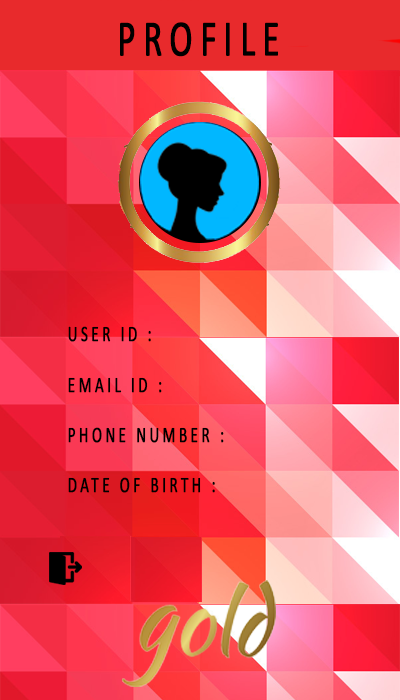 PROFILE
USER ID :
EMAIL ID :
PHONE NUMBER :
DATE OF BIRTH :
gold